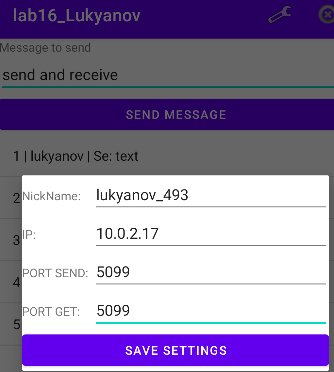 lab16_Lukyanov
Message to send
send and receive
SEND MESSAGE
1 | lukyanov | Se: text
2
NickName: lukyanov_493
3
IP: 10.0.2.17
4
PORT SEND: 5099
5
PORT GET: 5099
SAVE SETTINGS